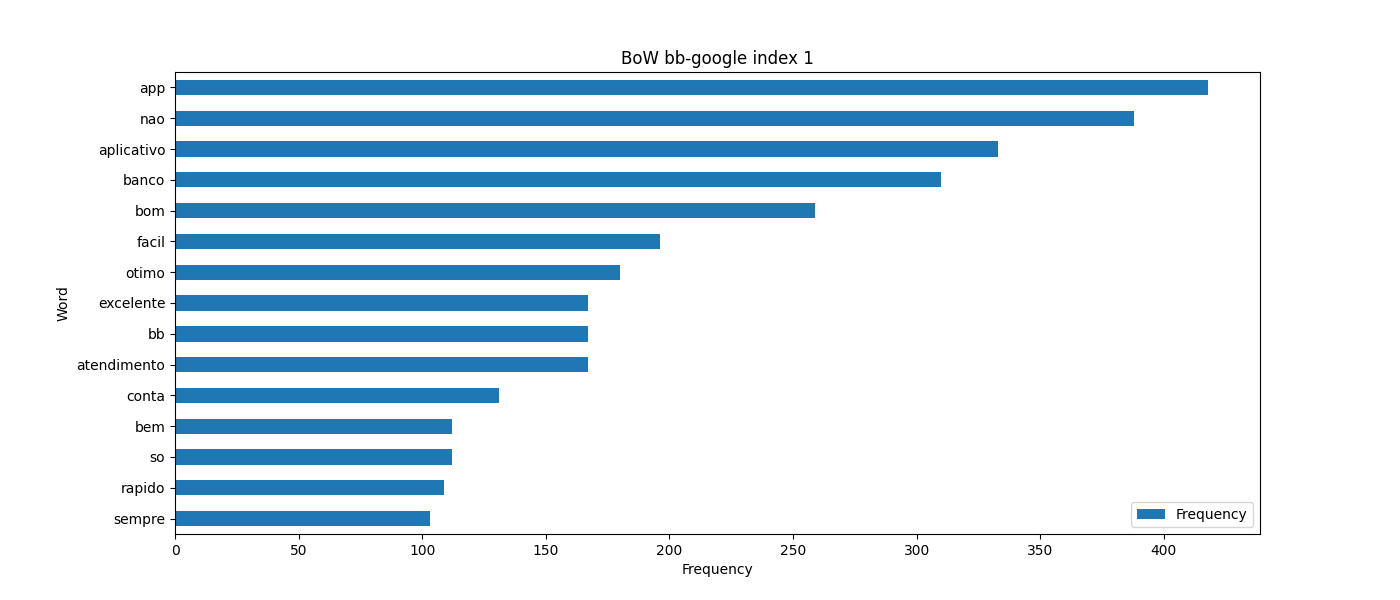 BoW bb-google index 1
app
nao
aplicativo
banco
bom
facil
otimo
excelente
bb
atendimento
conta
bem
so
rapido
sempre
Word
Frequency
0 50 100 150 200 250 300 350 400
Frequency